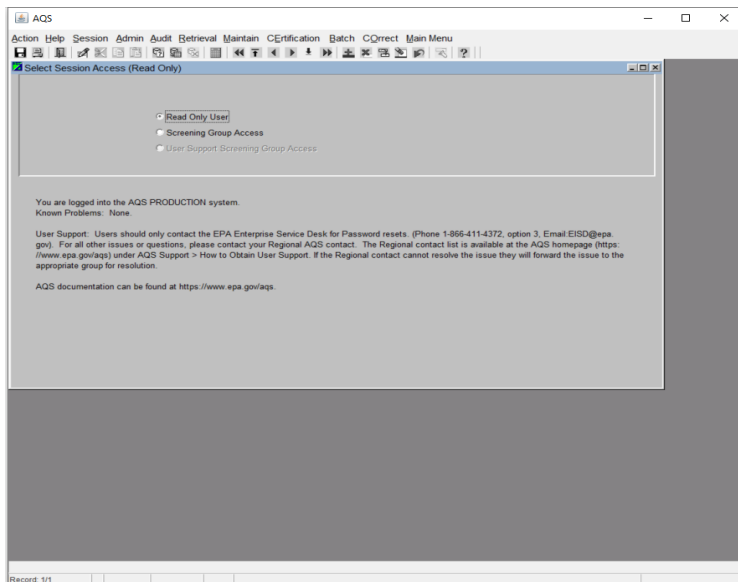 AQS
Action Help Session Admin Audit Retrieval Maintain CErtification Batch COrrect Main Menu
Select Session Access (Read Only)
Read Only User
Screening Group Access
User Support Screening Group Access
You are logged into the AQS PRODUCTION system.
Known Problems: None.
User Support: Users should only contact the EPA Enterprise Service Desk for Password resets. (Phone 1-866-411-4372, option 3, Email:EISD@epa.
gov). For all other issues or questions, please contact your Regional AQS contact. The Regional contact list is available at the AQS homepage (https:
//www.epa.gov/aqs) under AQS Support > How to Obtain User Support. If the Regional contact cannot resolve the issue they will forward the issue to the
appropriate group for resolution.
AQS documentation can be found at https://www.epa.gov/aqs.
Record: 1/1